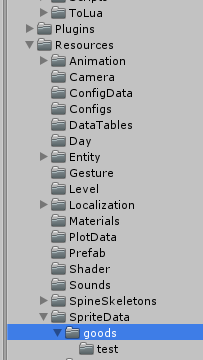 ToLua
Plugins
Resources
Animation
Camera
ConfigData
Configs
DataTables
Day
Entity
Gesture
Level
Localization
Materials
PlotData
Prefab
Shader
Sounds
SpineSkeletons
SpriteData
goods
test